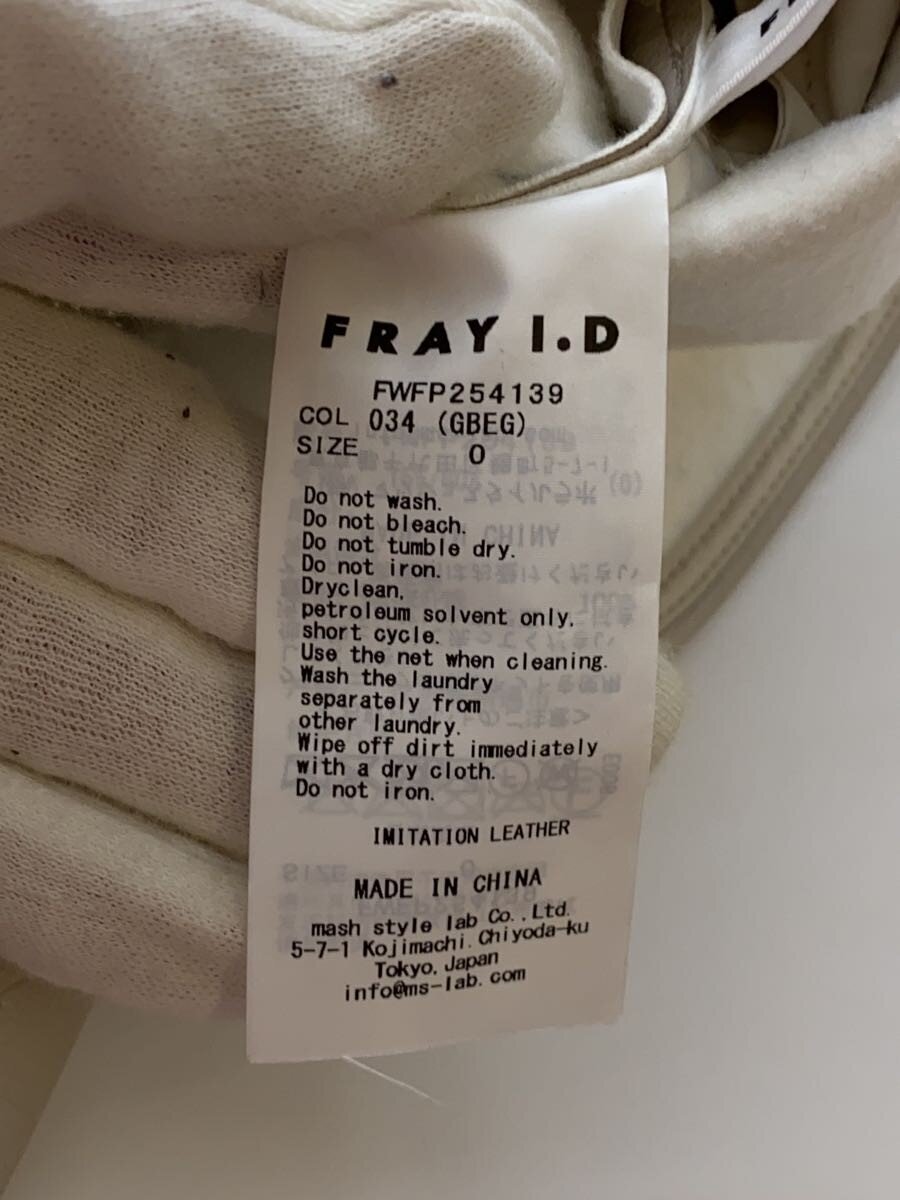 FRAY I.D
FWFP254139
COL 034 (GBEG)
SIZE 0
Do not wash.
Do not bleach.
Do not tumble dry.
Do not iron.
Dryclean,
petroleum solvent only,
short cycle.
Use the net when cleaning.
Wash the laundry
separately from
other laundry.
Wipe off dirt immediately
with a dry cloth.
Do not iron.
IMITATION LEATHER
MADE IN CHINA
mash style lab Co.,Ltd.
5-7-1 Kojimachi, Chiyoda-ku
Tokyo, Japan
info@ms-lab.com